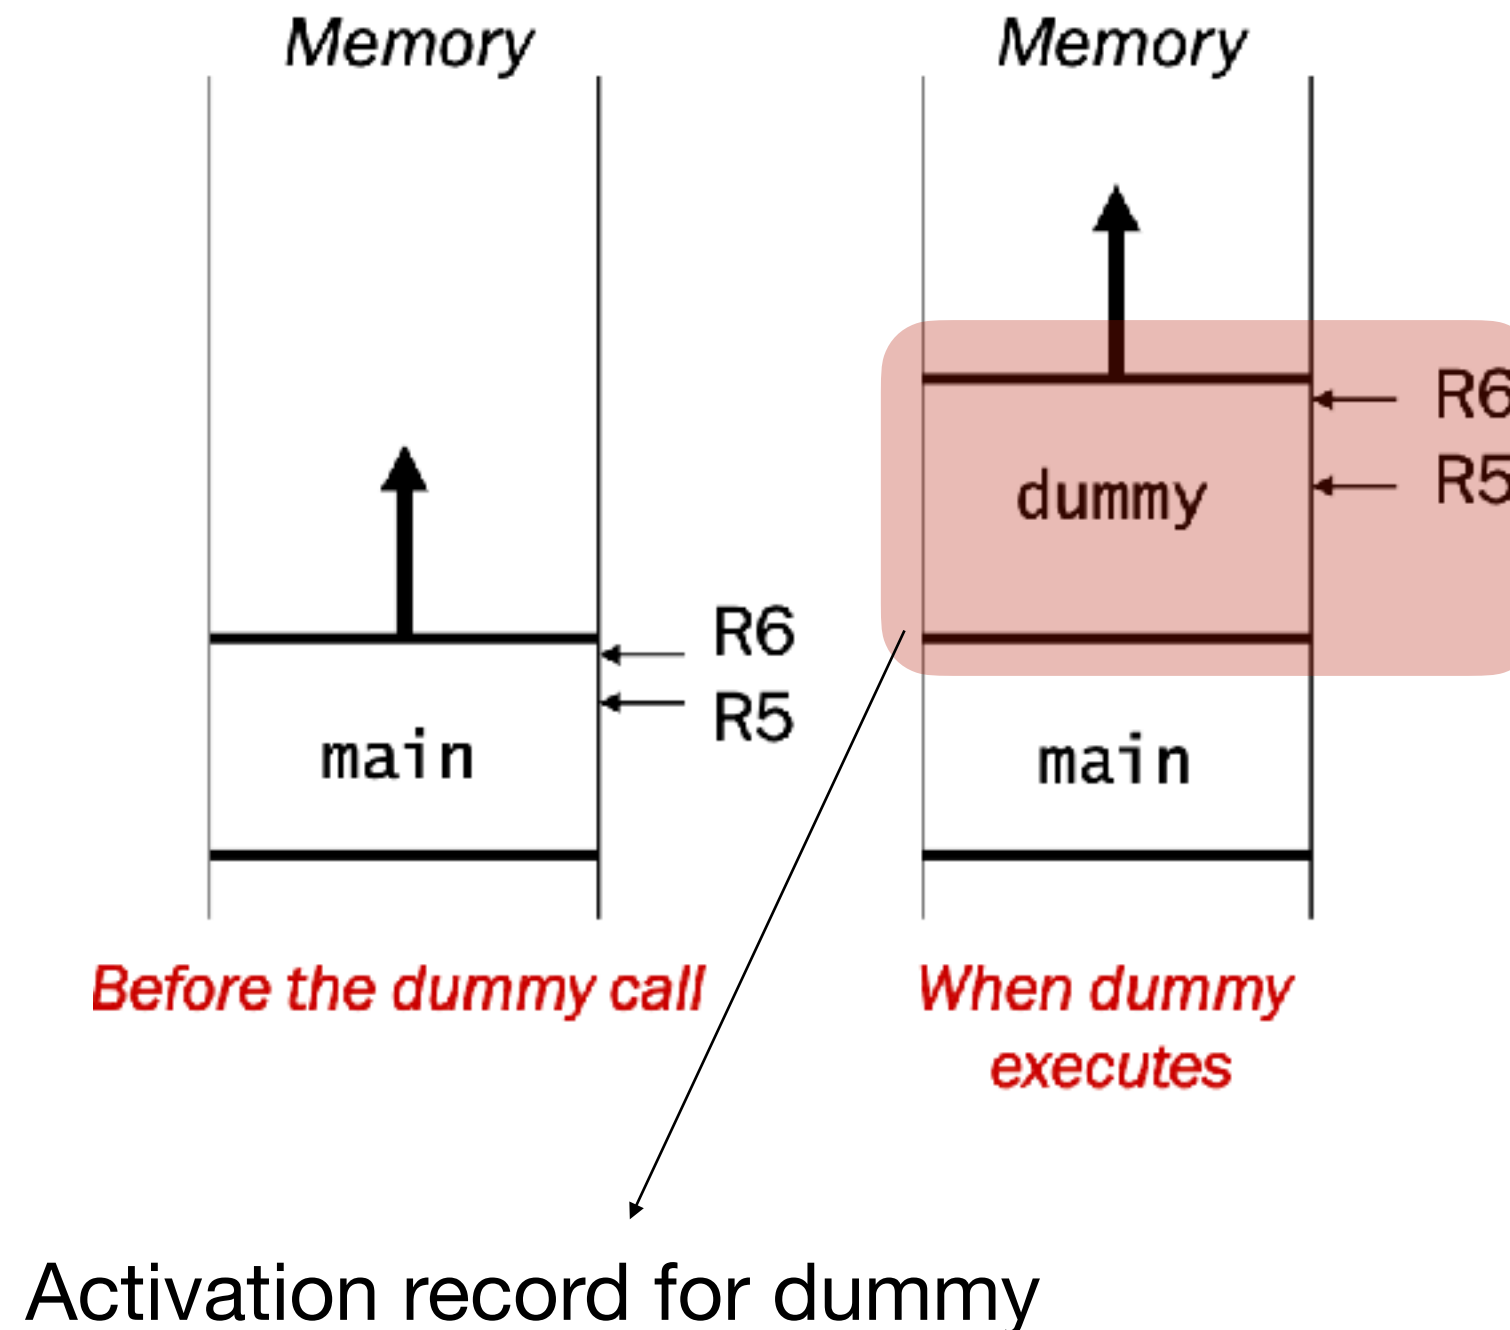 Memory
Memory
R6
R5
dummy
R6
R5
main
main
Before the dummy call
When dummy
executes
Activation record for dummy